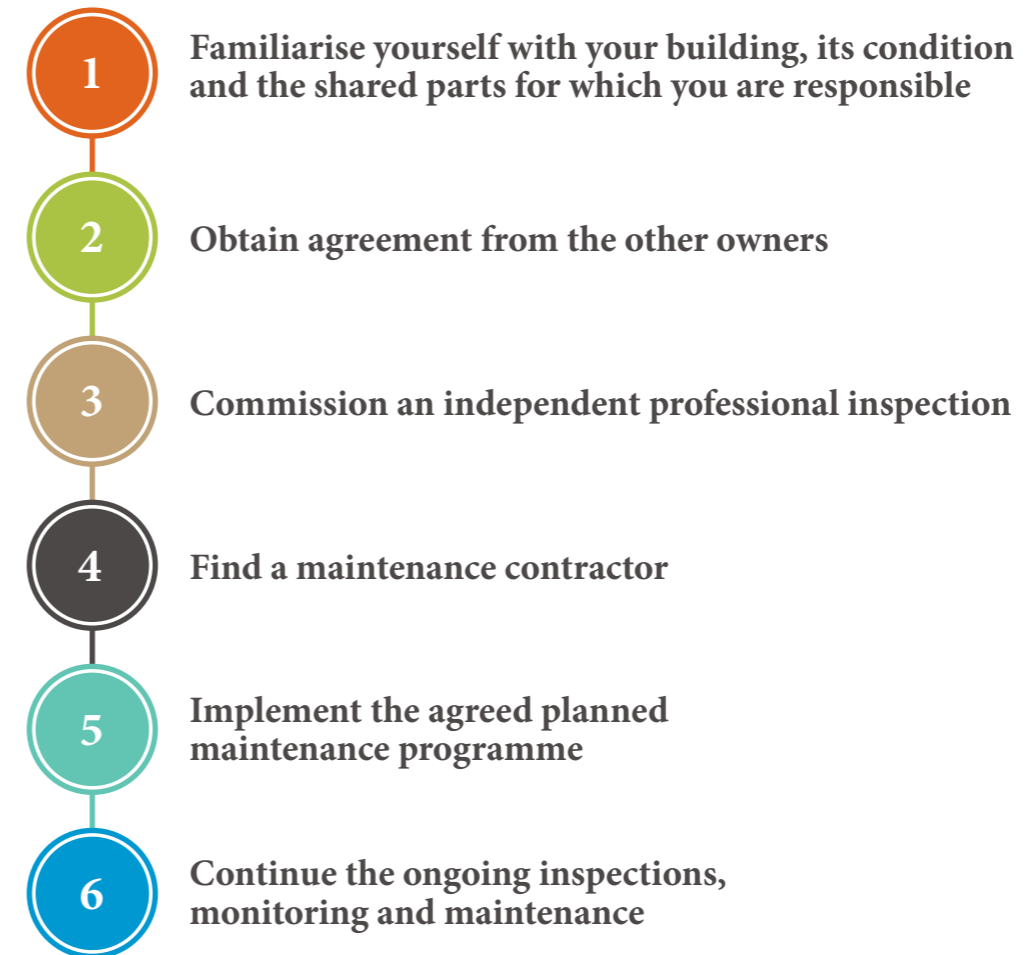 1
Familiarise yourself with your building, its condition
and the shared parts for which you are responsible
2
Obtain agreement from the other owners
3
Commission an independent professional inspection
4
Find a maintenance contractor
5
Implement the agreed planned
maintenance programme
6
Continue the ongoing inspections,
monitoring and maintenance